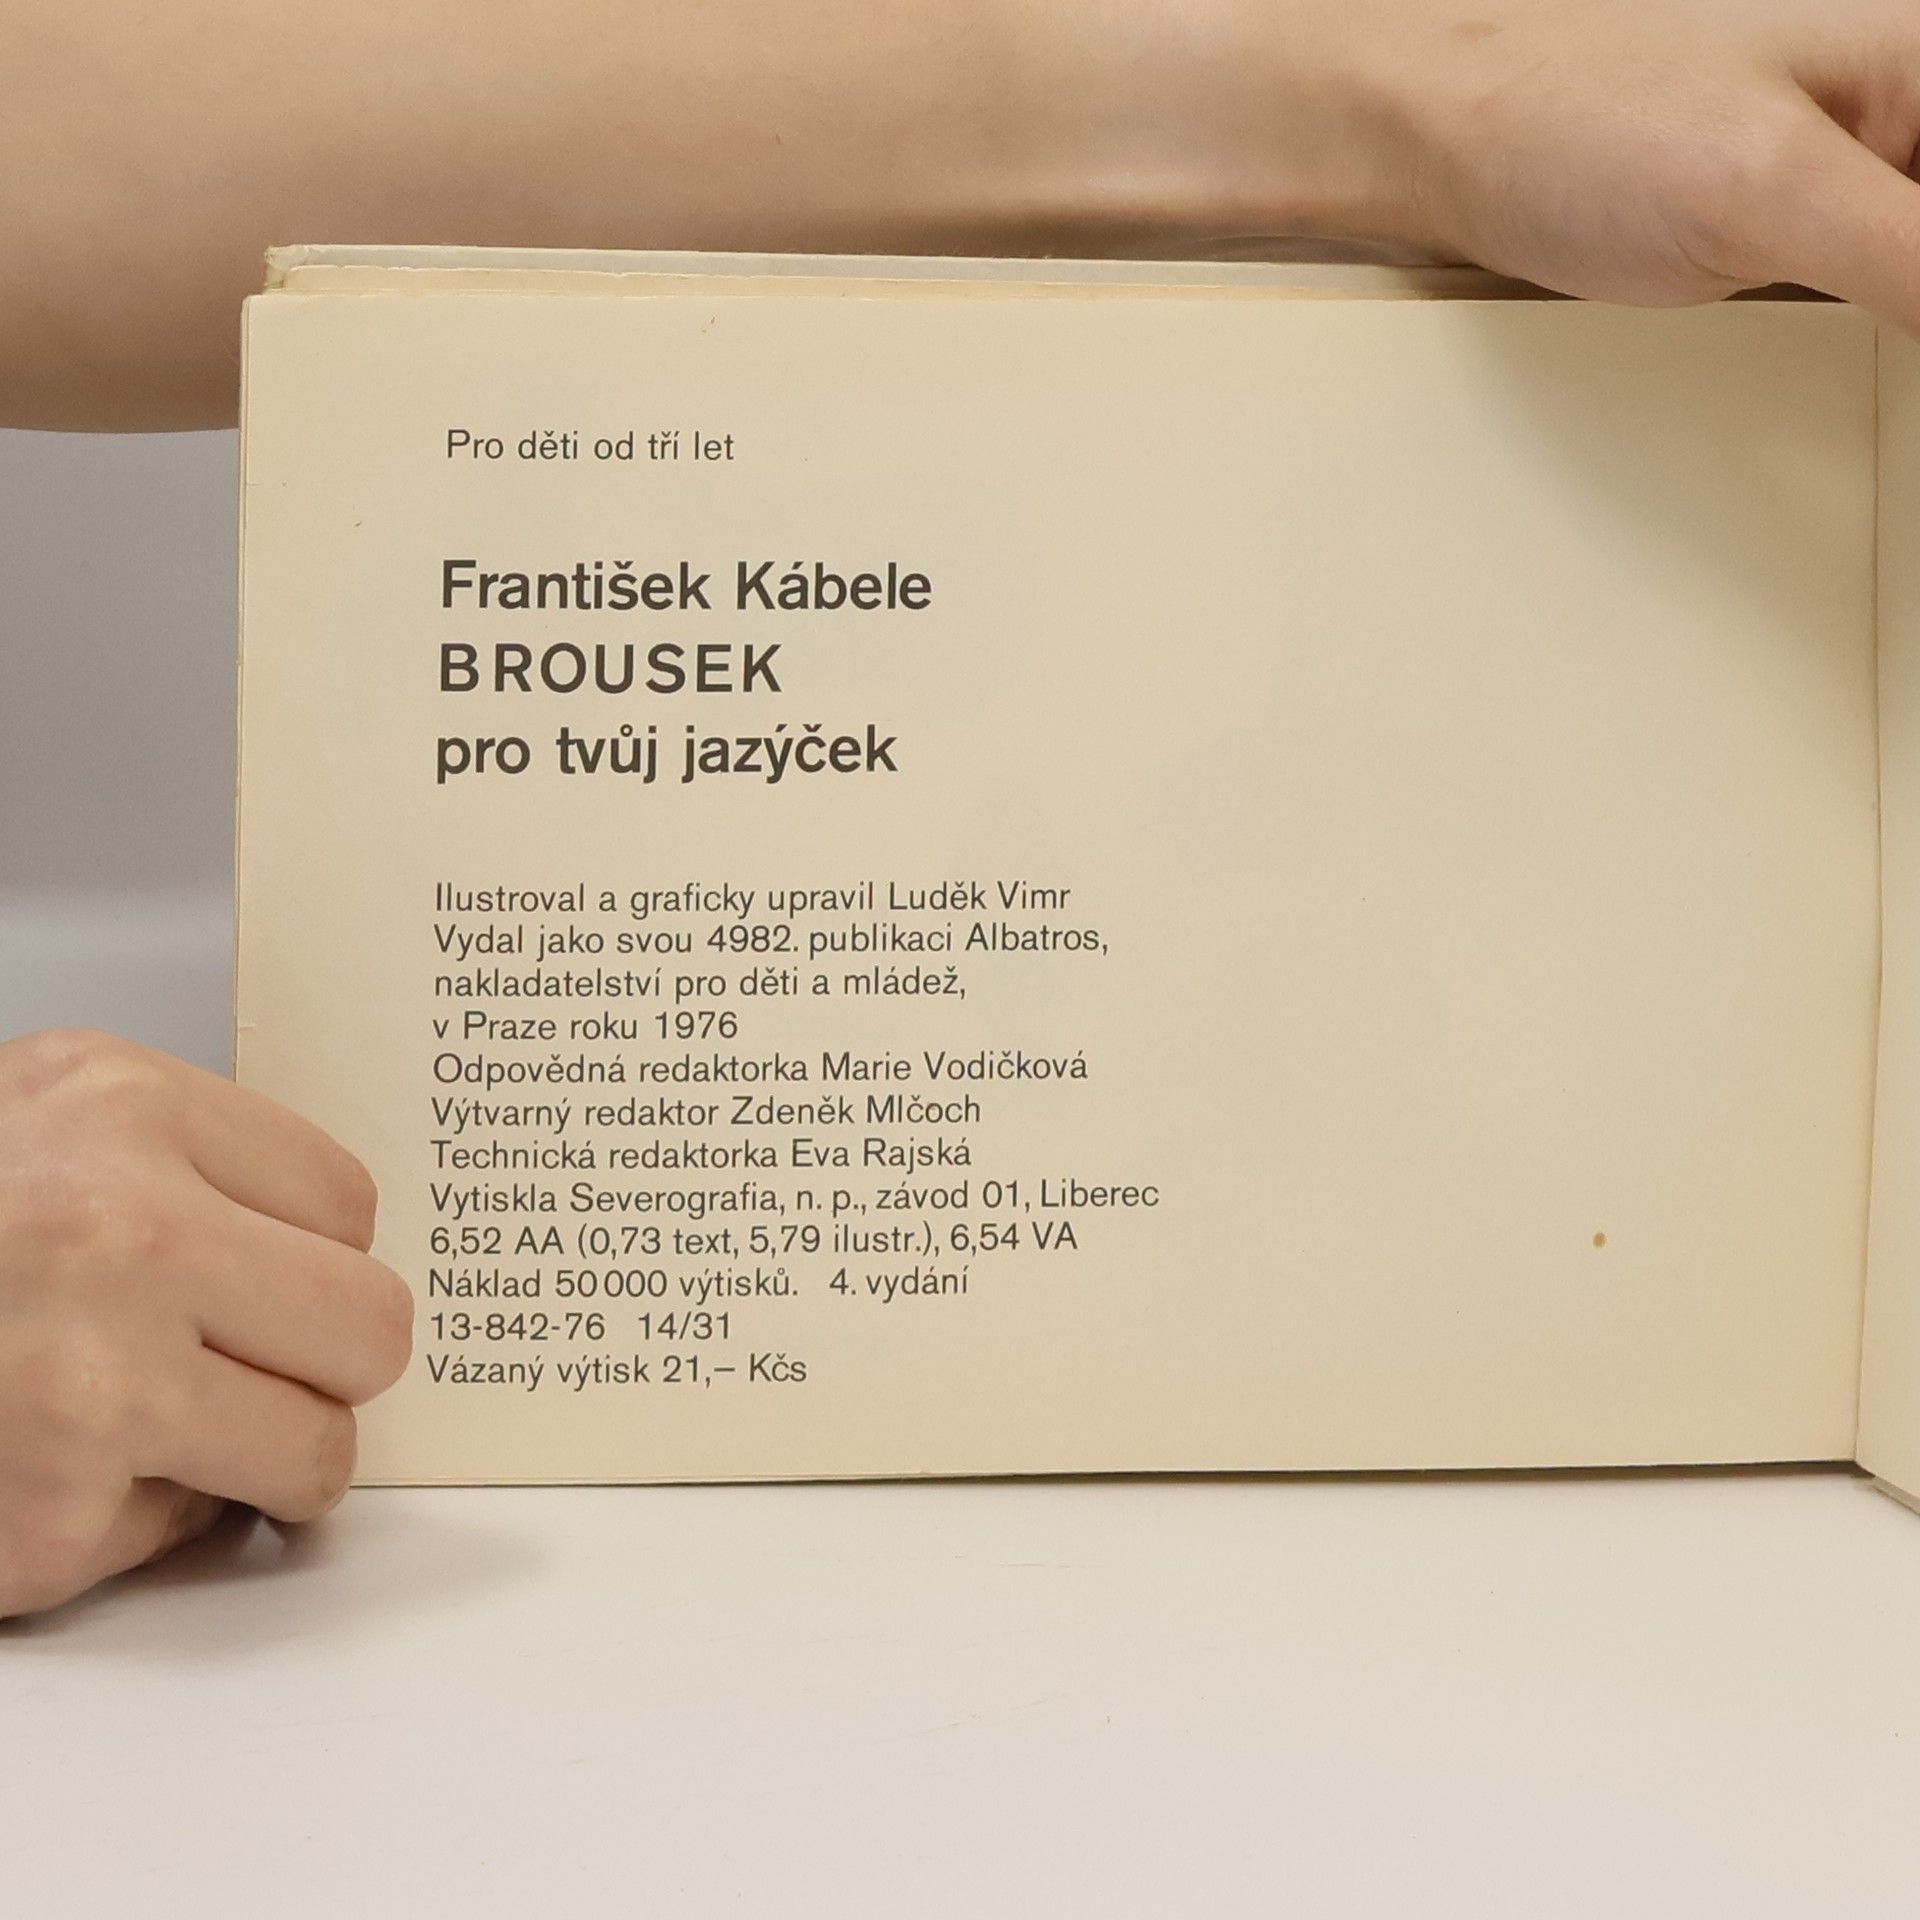 Pro děti od tří let
František Kábele
BROUSEK
pro tvůj jazýček
Ilustroval a graficky upravil Luděk Vimr
Vydal jako svou 4982. publikaci Albatros,
nakladatelství pro děti a mládež,
v Praze roku 1976
Odpovědná redaktorka Marie Vodičková
Výtvarný redaktor Zdeněk Mlčoch
Technická redaktorka Eva Rajská
Vytiskla Severografia, n. p., závod 01, Liberec
6,52 AA (0,73 text, 5,79 ilustr.), 6,54 VA
Náklad 50 000 výtisků. 4. vydání
13-842-76 14/31
Vázaný výtisk 21,– Kčs